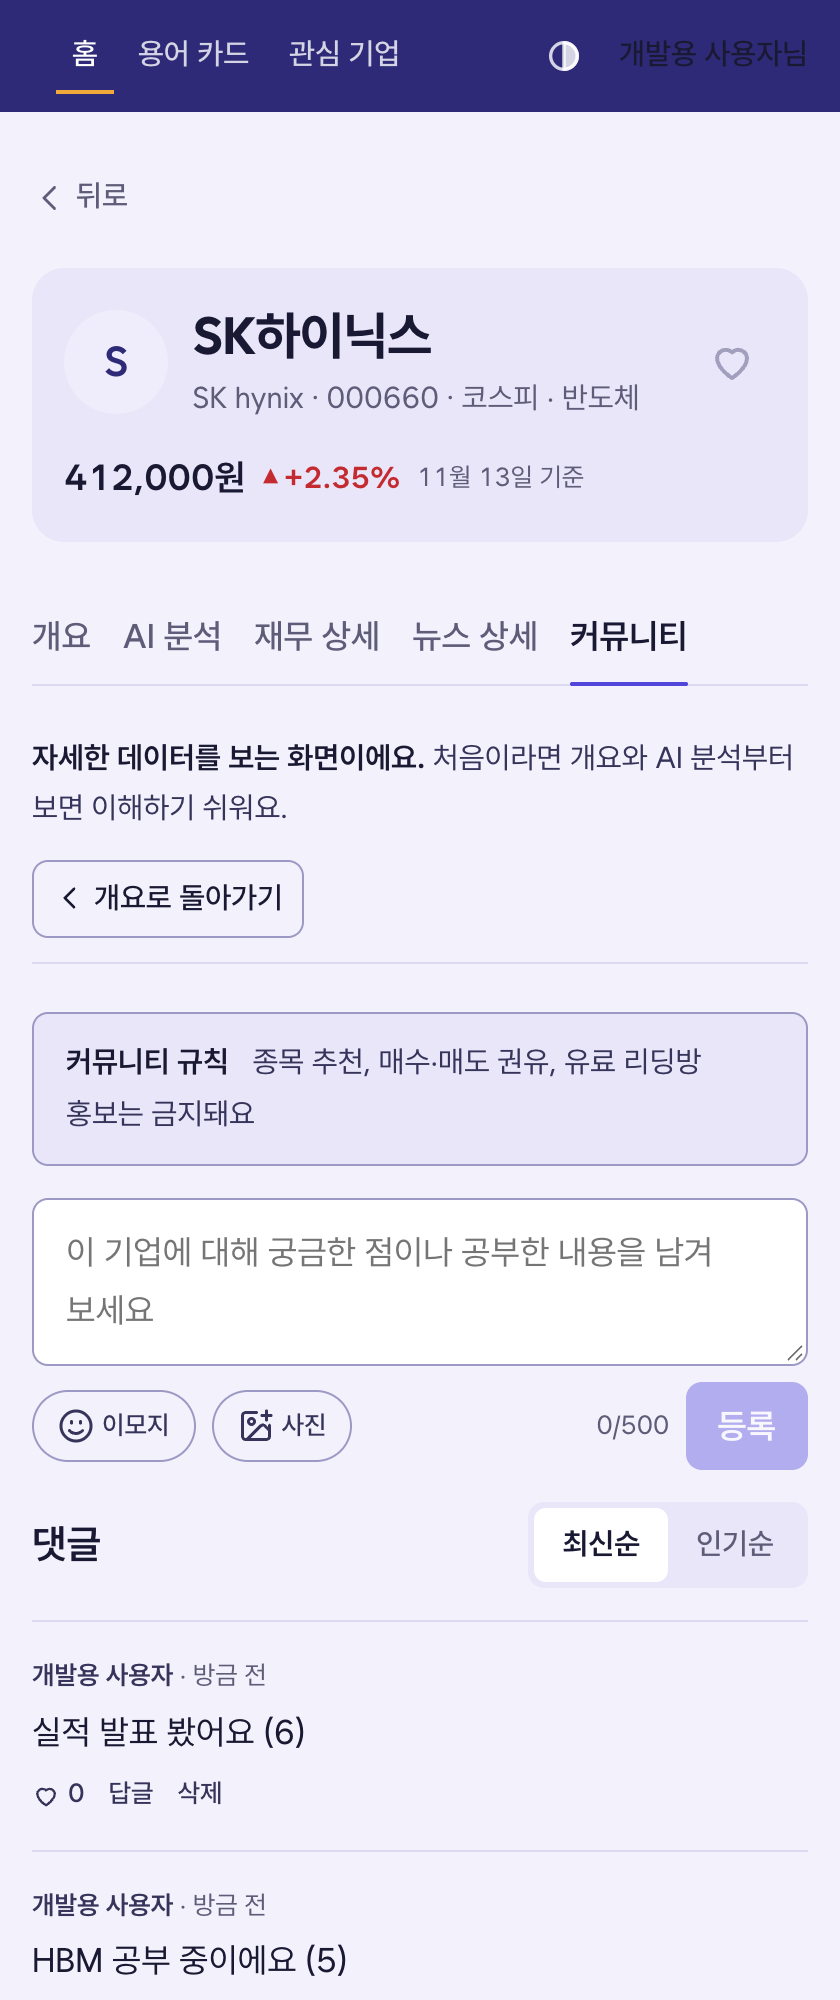 홈 용어 카드 관심 기업 개발용 사용자님
뒤로
S
SK하이닉스
SK hynix · 000660 · 코스피 · 반도체
412,000원 ▲+2.35% 11월 13일 기준
개요 AI 분석 재무 상세 뉴스 상세 커뮤니티
자세한 데이터를 보는 화면이에요. 처음이라면 개요와 AI 분석부터
보면 이해하기 쉬워요.
개요로 돌아가기
커뮤니티 규칙 종목 추천, 매수·매도 권유, 유료 리딩방
홍보는 금지돼요
이 기업에 대해 궁금한 점이나 공부한 내용을 남겨
보세요
이모지 사진 0/500 등록
댓글 최신순 인기순
개발용 사용자 · 방금 전
실적 발표 봤어요 (6)
0 답글 삭제
개발용 사용자 · 방금 전
HBM 공부 중이에요 (5)